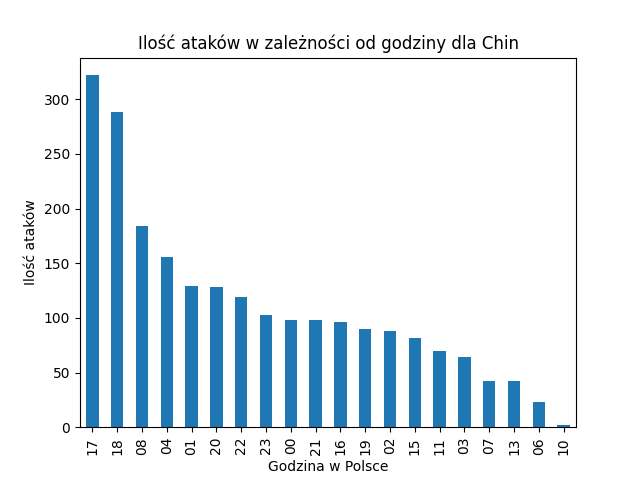 Ilość ataków w zależności od godziny dla Chin
Ilość ataków
300
250
200
150
100
50
0
17 18 08 04 01 20 22 23 00 21 16 19 02 15 11 03 07 13 06 10
Godzina w Polsce